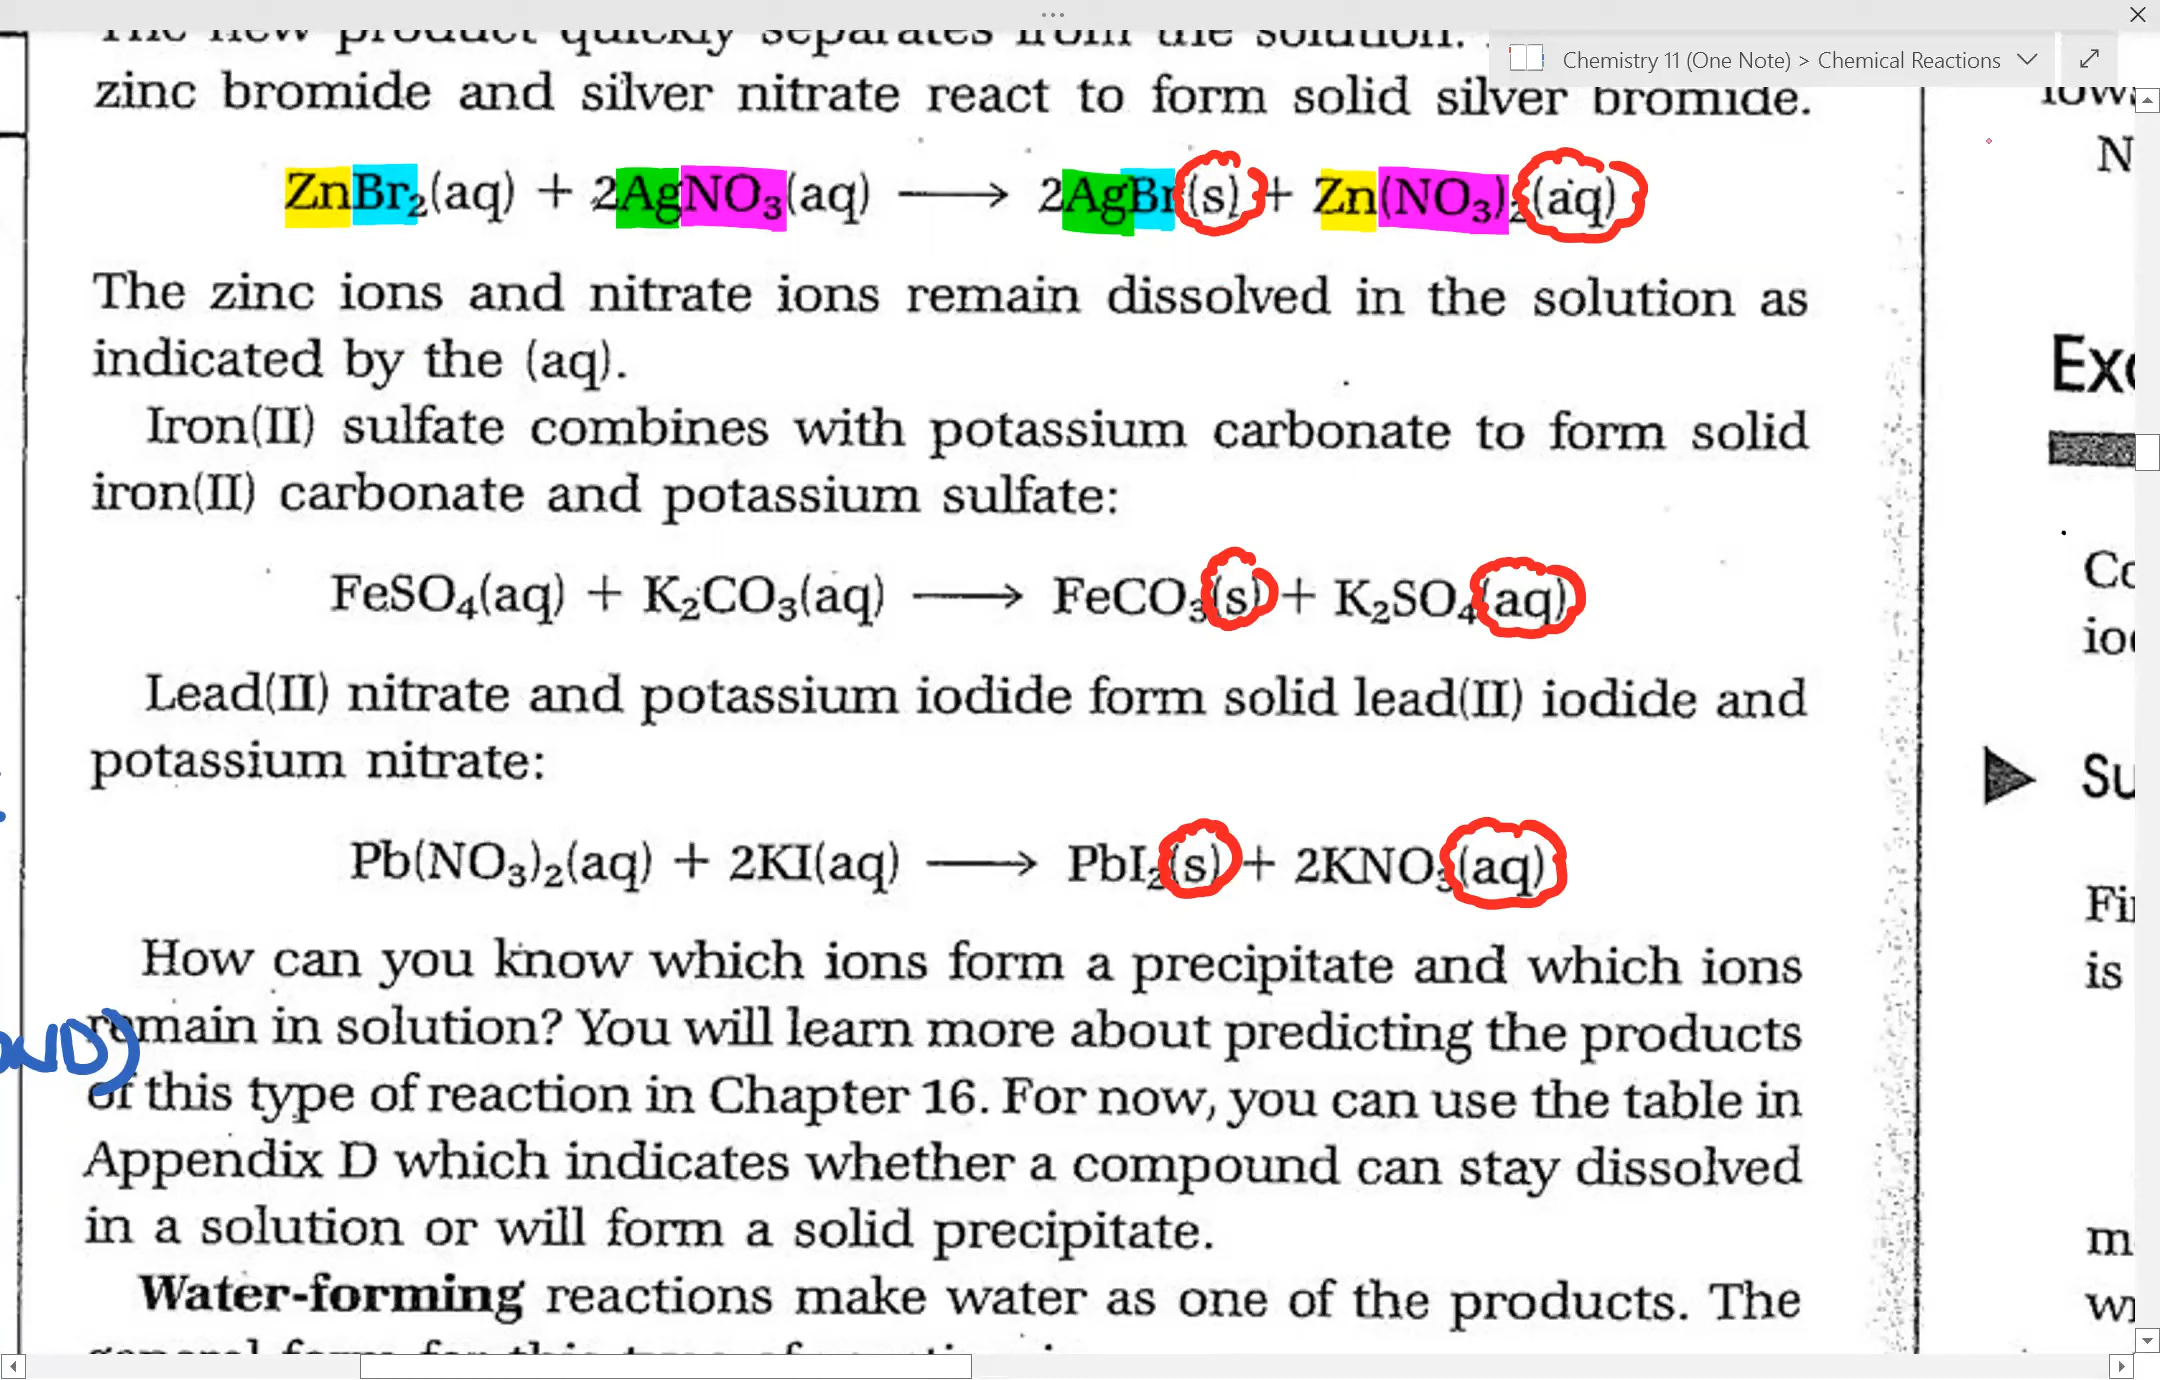 The new product quickly separates from the solution.
Chemistry 11 (One Note) > Chemical Reactions
zinc bromide and silver nitrate react to form solid silver bromide.
ZnBr₂(aq) + 2AgNO₃(aq) ⟶ 2AgBr(s) + Zn(NO₃)₂(aq)
The zinc ions and nitrate ions remain dissolved in the solution as
indicated by the (aq).
Iron(II) sulfate combines with potassium carbonate to form solid
iron(II) carbonate and potassium sulfate:
FeSO₄(aq) + K₂CO₃(aq) ⟶ FeCO₃(s) + K₂SO₄(aq)
Lead(II) nitrate and potassium iodide form solid lead(II) iodide and
potassium nitrate:
Pb(NO₃)₂(aq) + 2KI(aq) ⟶ PbI₂(s) + 2KNO₃(aq)
How can you know which ions form a precipitate and which ions
remain in solution? You will learn more about predicting the products
of this type of reaction in Chapter 16. For now, you can use the table in
Appendix D which indicates whether a compound can stay dissolved
in a solution or will form a solid precipitate.
Water-forming reactions make water as one of the products. The